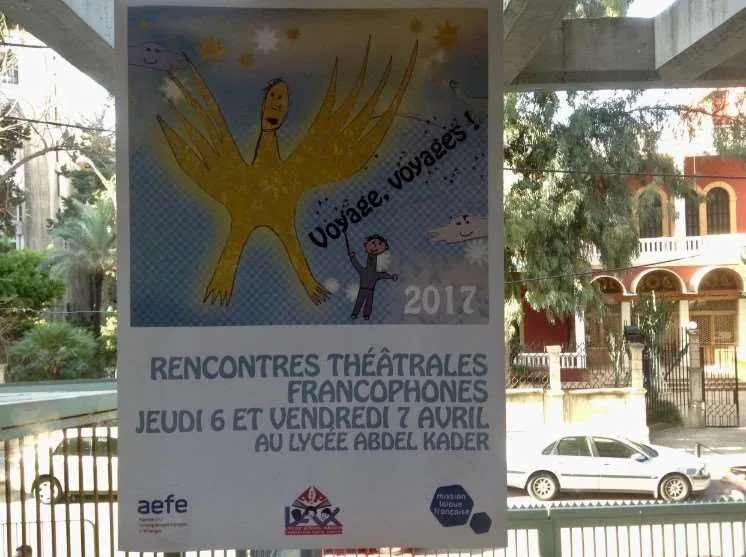 Voyage, voyages !
2017
RENCONTRES THÉÂTRALES
FRANCOPHONES
JEUDI 6 ET VENDREDI 7 AVRIL
AU LYCÉE ABDEL KADER
aefe
mission
laïque
française